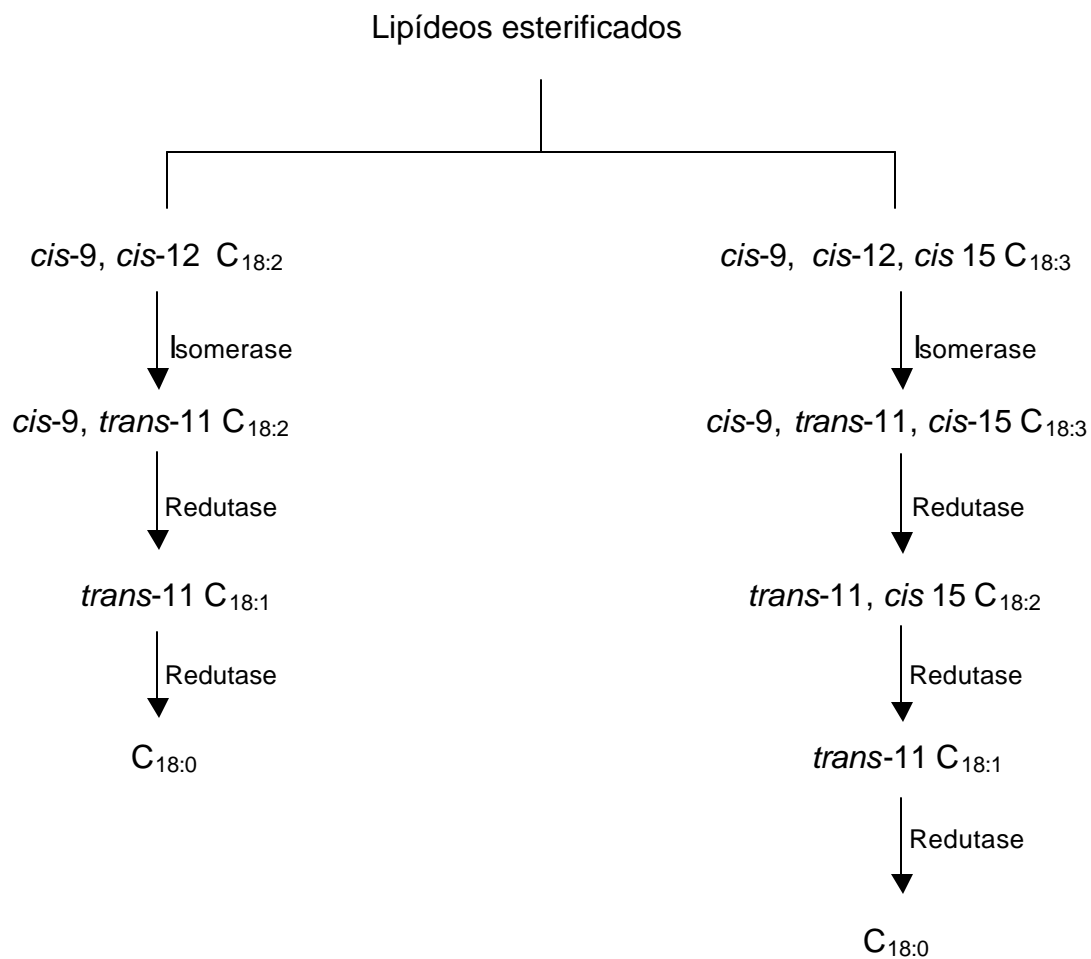 Lipídeos esterificados
cis-9, cis-12 C18:2
cis-9, cis-12, cis 15 C18:3
Isomerase
Isomerase
cis-9, trans-11 C18:2
cis-9, trans-11, cis-15 C18:3
Redutase
Redutase
trans-11 C18:1
trans-11, cis 15 C18:2
Redutase
Redutase
C18:0
trans-11 C18:1
Redutase
C18:0